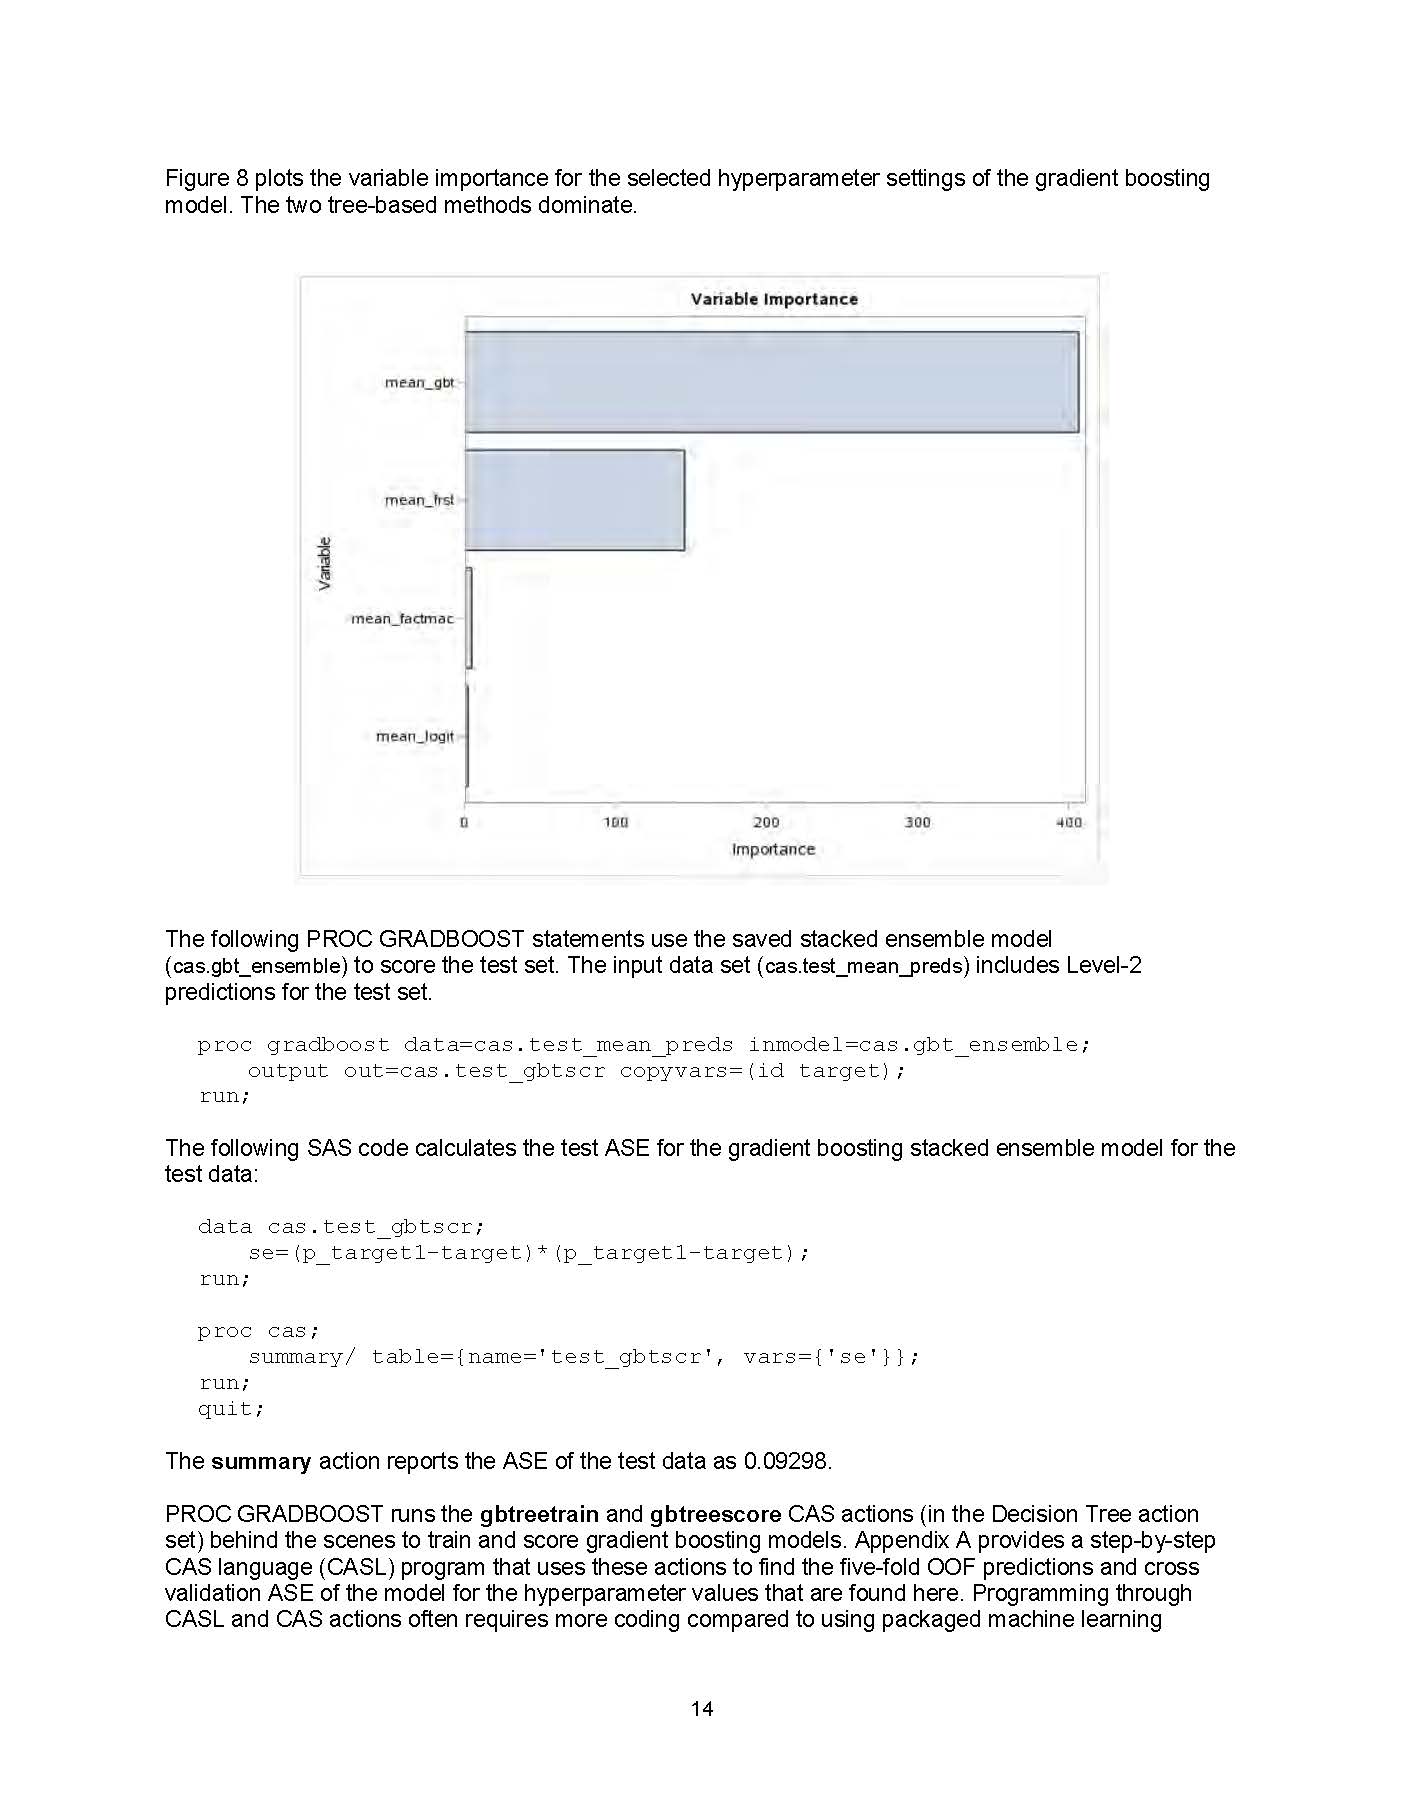 Figure 8 plots the variable importance for the selected hyperparameter settings of the gradient boosting
model. The two tree-based methods dominate.
Variable Importance
mean_gbt
mean_frst
mean_factmac
mean_logit
Variable
0 100 200 300 400
Importance
The following PROC GRADBOOST statements use the saved stacked ensemble model
(cas.gbt_ensemble) to score the test set. The input data set (cas.test_mean_preds) includes Level-2
predictions for the test set.
proc gradboost data=cas.test_mean_preds inmodel=cas.gbt_ensemble;
output out=cas.test_gbtscr copyvars=(id target);
run;
The following SAS code calculates the test ASE for the gradient boosting stacked ensemble model for the
test data:
data cas.test_gbtscr;
se=(p_target1-target)*(p_target1-target);
run;
proc cas;
summary/ table={name='test_gbtscr', vars={'se'}};
run;
quit;
The summary action reports the ASE of the test data as 0.09298.
PROC GRADBOOST runs the gbtreetrain and gbtreescore CAS actions (in the Decision Tree action
set) behind the scenes to train and score gradient boosting models. Appendix A provides a step-by-step
CAS language (CASL) program that uses these actions to find the five-fold OOF predictions and cross
validation ASE of the model for the hyperparameter values that are found here. Programming through
CASL and CAS actions often requires more coding compared to using packaged machine learning
14